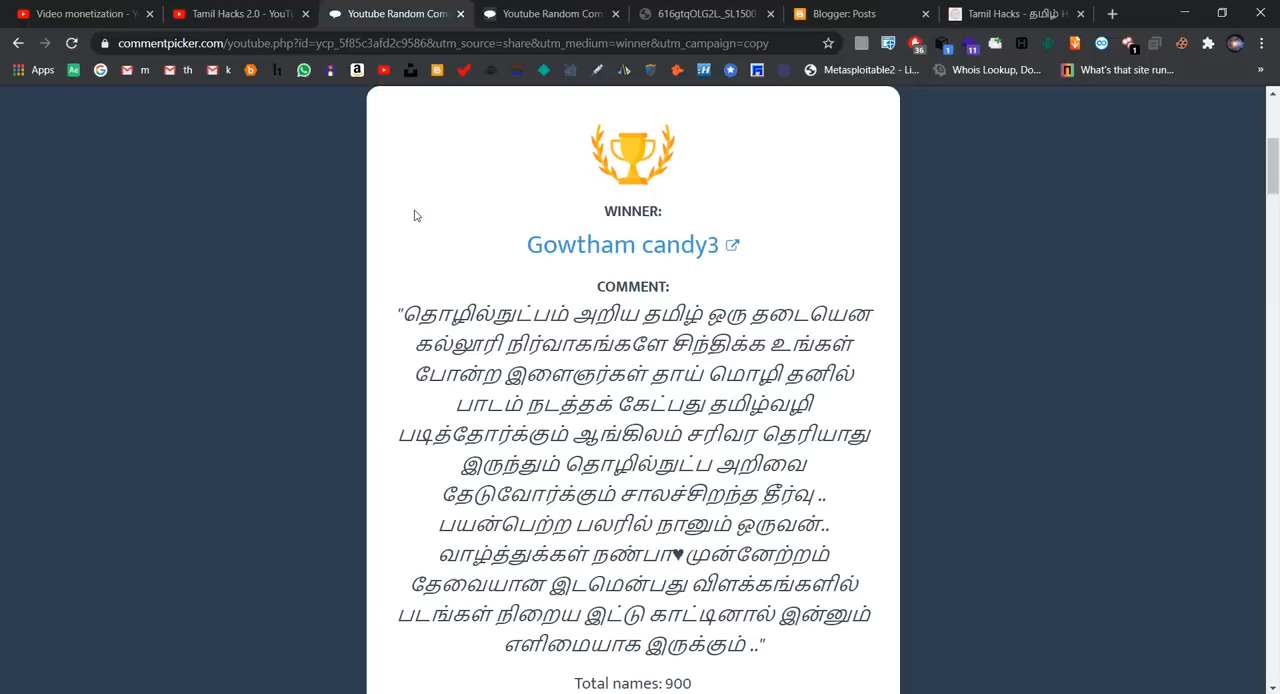 Video monetization - Y
Tamil Hacks 2.0 - YouTu
Youtube Random Com
Youtube Random Com
616gtqOLG2L._SL1500
Blogger: Posts
Tamil Hacks - தமிழ் H
commentpicker.com/youtube.php?id=ycp_5f85c3afd2c9586&utm_source=share&utm_medium=winner&utm_campaign=copy
36
1
11
1
Apps
m
th
k
Metasploitable2 - Li...
Whois Lookup, Do...
What's that site run...
»
WINNER:
Gowtham candy3
COMMENT:
"தொழில்நுட்பம் அறிய தமிழ் ஒரு தடையென
கல்லூரி நிர்வாகங்களே சிந்திக்க உங்கள்
போன்ற இளைஞர்கள் தாய் மொழி தனில்
பாடம் நடத்தக் கேட்பது தமிழ்வழி
படித்தோர்க்கும் ஆங்கிலம் சரிவர தெரியாது
இருந்தும் தொழில்நுட்ப அறிவை
தேடுவோர்க்கும் சாலச்சிறந்த தீர்வு ..
பயன்பெற்ற பலரில் நானும் ஒருவன்..
வாழ்த்துக்கள் நண்பா♥முன்னேற்றம்
தேவையான இடமென்பது விளக்கங்களில்
படங்கள் நிறைய இட்டு காட்டினால் இன்னும்
எளிமையாக இருக்கும் .."
Total names: 900